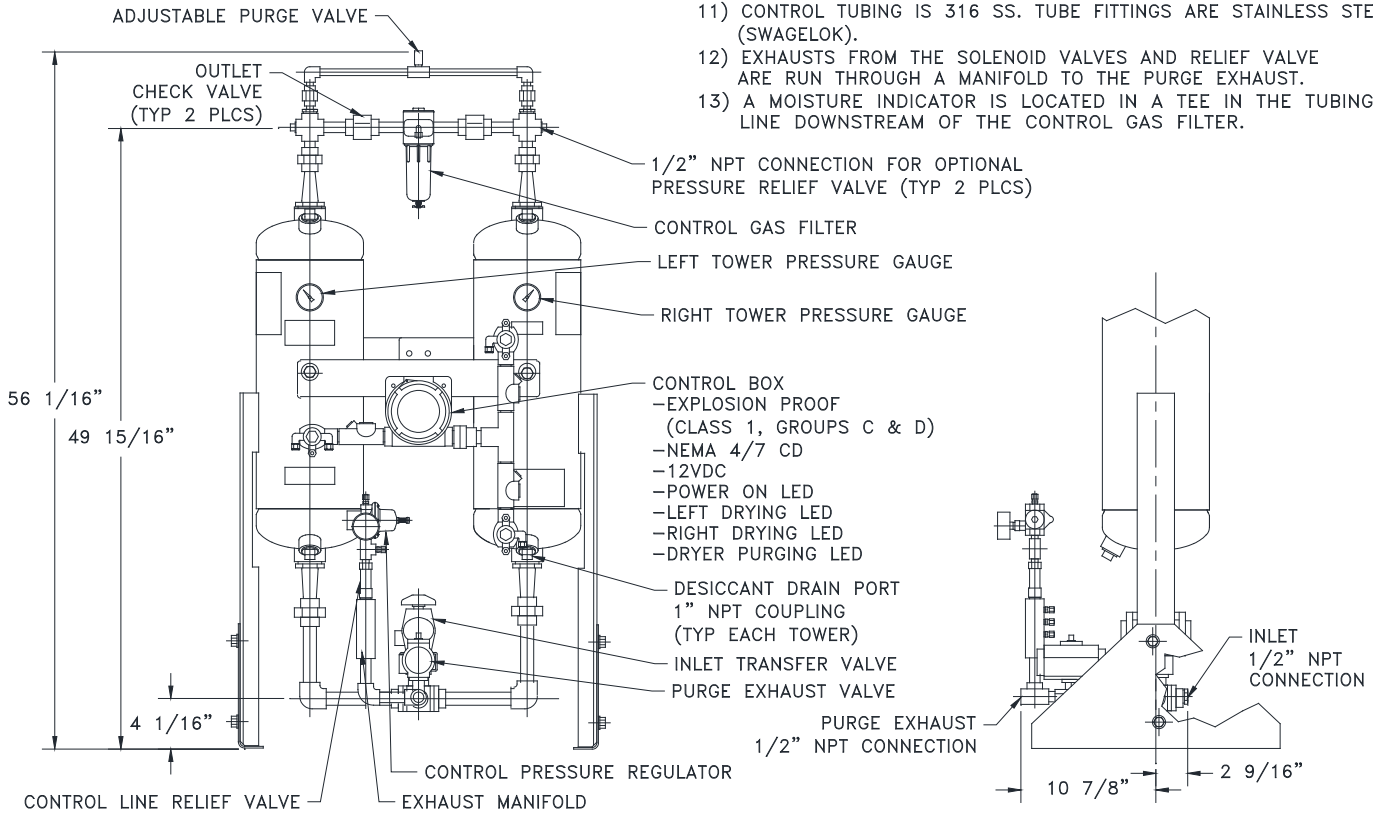 ADJUSTABLE PURGE VALVE
OUTLET
CHECK VALVE
(TYP 2 PLCS)
11) CONTROL TUBING IS 316 SS. TUBE FITTINGS ARE STAINLESS STE
(SWAGELOK).
12) EXHAUSTS FROM THE SOLENOID VALVES AND RELIEF VALVE
ARE RUN THROUGH A MANIFOLD TO THE PURGE EXHAUST.
13) A MOISTURE INDICATOR IS LOCATED IN A TEE IN THE TUBING
LINE DOWNSTREAM OF THE CONTROL GAS FILTER.
1/2" NPT CONNECTION FOR OPTIONAL
PRESSURE RELIEF VALVE (TYP 2 PLCS)
CONTROL GAS FILTER
LEFT TOWER PRESSURE GAUGE
RIGHT TOWER PRESSURE GAUGE
56 1/16"
49 15/16"
4 1/16"
CONTROL BOX
-EXPLOSION PROOF
(CLASS 1, GROUPS C & D)
-NEMA 4/7 CD
-12VDC
-POWER ON LED
-LEFT DRYING LED
-RIGHT DRYING LED
-DRYER PURGING LED
DESICCANT DRAIN PORT
1" NPT COUPLING
(TYP EACH TOWER)
INLET TRANSFER VALVE
PURGE EXHAUST VALVE
CONTROL PRESSURE REGULATOR
CONTROL LINE RELIEF VALVE
EXHAUST MANIFOLD
INLET
1/2" NPT
CONNECTION
PURGE EXHAUST
1/2" NPT CONNECTION
10 7/8"
2 9/16"